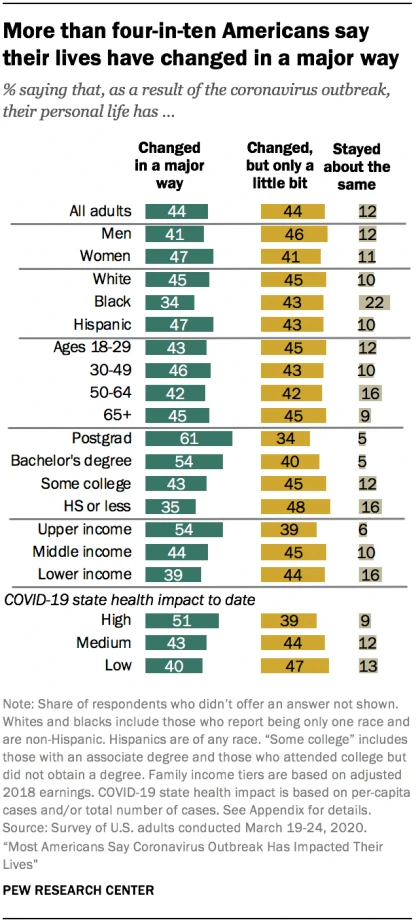 More than four-in-ten Americans say
their lives have changed in a major way
% saying that, as a result of the coronavirus outbreak,
their personal life has ...
Changed in a major way Changed, but only a little bit Stayed about the same
All adults 44 44 12
Men 41 46 12
Women 47 41 11
White 45 45 10
Black 34 43 22
Hispanic 47 43 10
Ages 18-29 43 45 12
30-49 46 43 10
50-64 42 42 16
65+ 45 45 9
Postgrad 61 34 5
Bachelor's degree 54 40 5
Some college 43 45 12
HS or less 35 48 16
Upper income 54 39 6
Middle income 44 45 10
Lower income 39 44 16
COVID-19 state health impact to date
High 51 39 9
Medium 43 44 12
Low 40 47 13
Note: Share of respondents who didn't offer an answer not shown.
Whites and blacks include those who report being only one race and
are non-Hispanic. Hispanics are of any race. “Some college” includes
those with an associate degree and those who attended college but
did not obtain a degree. Family income tiers are based on adjusted
2018 earnings. COVID-19 state health impact is based on per-capita
cases and/or total number of cases. See Appendix for details.
Source: Survey of U.S. adults conducted March 19-24, 2020.
“Most Americans Say Coronavirus Outbreak Has Impacted Their
Lives”
PEW RESEARCH CENTER